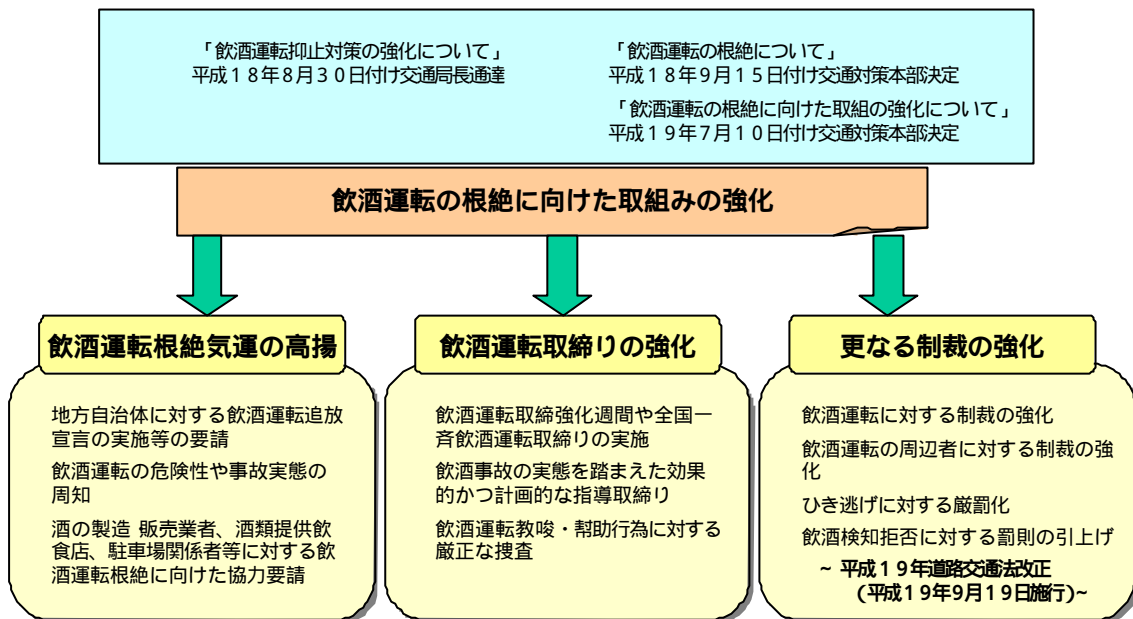 「飲酒運転抑止対策の強化について」
平成18年8月30日付け交通局長通達
「飲酒運転の根絶について」
平成18年9月15日付け交通対策本部決定
「飲酒運転の根絶に向けた取組の強化について」
平成19年7月10日付け交通対策本部決定
飲酒運転の根絶に向けた取組みの強化
飲酒運転根絶気運の高揚
地方自治体に対する飲酒運転追放
宣言の実施等の要請
飲酒運転の危険性や事故実態の
周知
酒の製造 販売業者、酒類提供飲
食店、駐車場関係者等に対する飲
酒運転根絶に向けた協力要請
飲酒運転取締りの強化
飲酒運転取締強化週間や全国一
斉飲酒運転取締りの実施
飲酒事故の実態を踏まえた効果
的かつ計画的な指導取締り
飲酒運転教唆・幇助行為に対する
厳正な捜査
更なる制裁の強化
飲酒運転に対する制裁の強化
飲酒運転の周辺者に対する制裁の強
化
ひき逃げに対する厳罰化
飲酒検知拒否に対する罰則の引上げ
~ 平成19年道路交通法改正
(平成19年9月19日施行)~